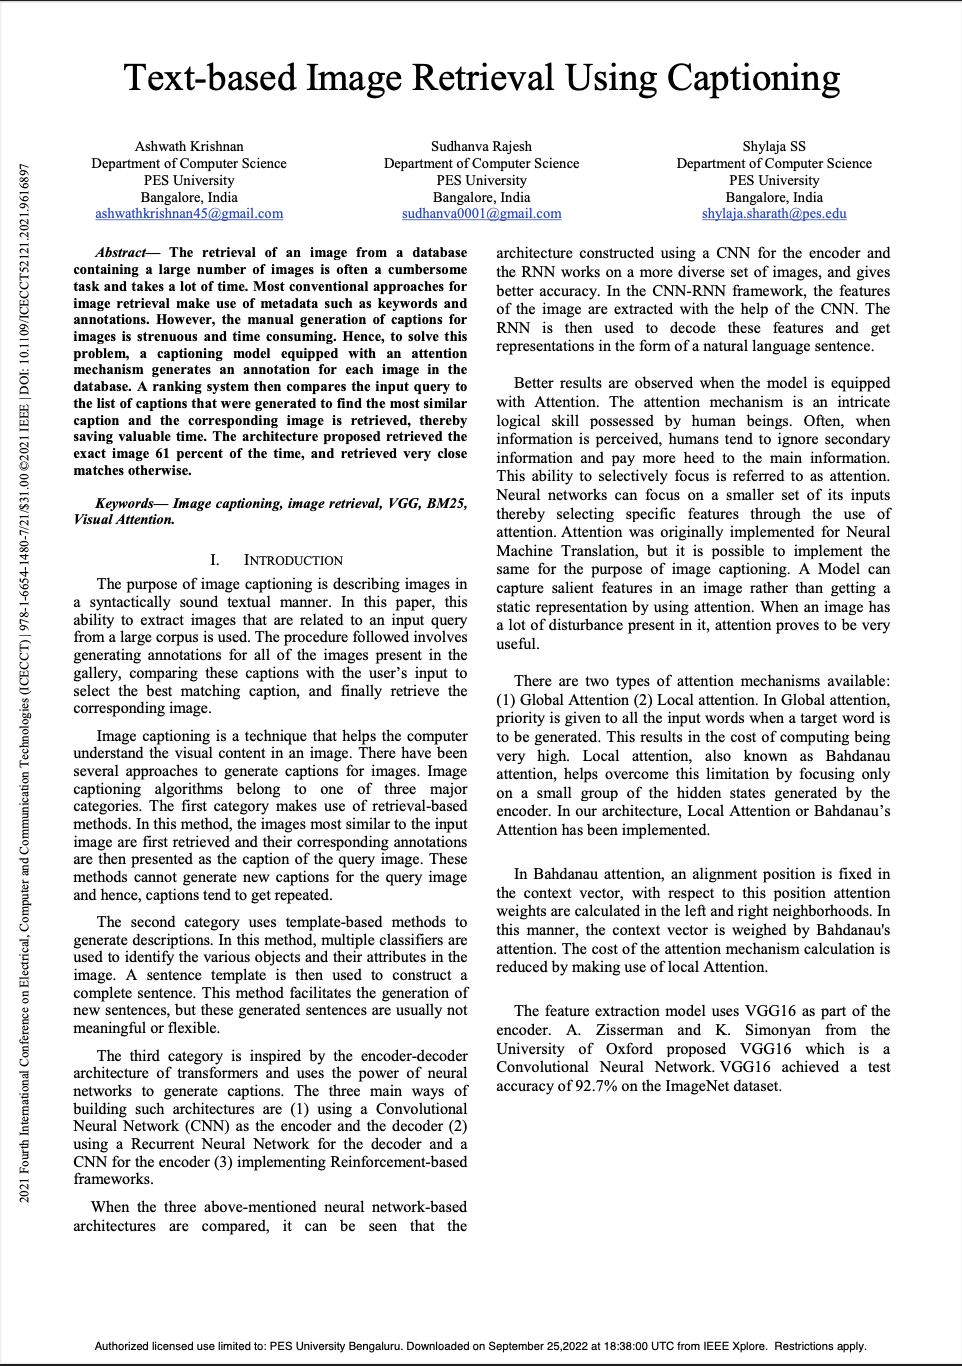 Text-based Image Retrieval Using Captioning
Ashwath Krishnan
Department of Computer Science
PES University
Bangalore, India
ashwathkrishnan45@gmail.com
Sudhanva Rajesh
Department of Computer Science
PES University
Bangalore, India
sudhanva0001@gmail.com
Shylaja SS
Department of Computer Science
PES University
Bangalore, India
shylaja.sharath@pes.edu
2021 Fourth International Conference on Electrical, Computer and Communication Technologies (ICECCT) | 978-1-6654-1480-7/21/$31.00 ©2021 IEEE | DOI: 10.1109/ICECCT52121.2021.9616897
Abstract— The retrieval of an image from a database
containing a large number of images is often a cumbersome
task and takes a lot of time. Most conventional approaches for
image retrieval make use of metadata such as keywords and
annotations. However, the manual generation of captions for
images is strenuous and time consuming. Hence, to solve this
problem, a captioning model equipped with an attention
mechanism generates an annotation for each image in the
database. A ranking system then compares the input query to
the list of captions that were generated to find the most similar
caption and the corresponding image is retrieved, thereby
saving valuable time. The architecture proposed retrieved the
exact image 61 percent of the time, and retrieved very close
matches otherwise.
Keywords— Image captioning, image retrieval, VGG, BM25,
Visual Attention.
I. INTRODUCTION
The purpose of image captioning is describing images in
a syntactically sound textual manner. In this paper, this
ability to extract images that are related to an input query
from a large corpus is used. The procedure followed involves
generating annotations for all of the images present in the
gallery, comparing these captions with the user's input to
select the best matching caption, and finally retrieve the
corresponding image.
Image captioning is a technique that helps the computer
understand the visual content in an image. There have been
several approaches to generate captions for images. Image
captioning algorithms belong to one of three major
categories. The first category makes use of retrieval-based
methods. In this method, the images most similar to the input
image are first retrieved and their corresponding annotations
are then presented as the caption of the query image. These
methods cannot generate new captions for the query image
and hence, captions tend to get repeated.
The second category uses template-based methods to
generate descriptions. In this method, multiple classifiers are
used to identify the various objects and their attributes in the
image. A sentence template is then used to construct a
complete sentence. This method facilitates the generation of
new sentences, but these generated sentences are usually not
meaningful or flexible.
The third category is inspired by the encoder-decoder
architecture of transformers and uses the power of neural
networks to generate captions. The three main ways of
building such architectures are (1) using a Convolutional
Neural Network (CNN) as the encoder and the decoder (2)
using a Recurrent Neural Network for the decoder and a
CNN for the encoder (3) implementing Reinforcement-based
frameworks.
When the three above-mentioned neural network-based
architectures are compared, it can be seen that the
architecture constructed using a CNN for the encoder and
the RNN works on a more diverse set of images, and gives
better accuracy. In the CNN-RNN framework, the features
of the image are extracted with the help of the CNN. The
RNN is then used to decode these features and get
representations in the form of a natural language sentence.
Better results are observed when the model is equipped
with Attention. The attention mechanism is an intricate
logical skill possessed by human beings. Often, when
information is perceived, humans tend to ignore secondary
information and pay more heed to the main information.
This ability to selectively focus is referred to as attention.
Neural networks can focus on a smaller set of its inputs
thereby selecting specific features through the use of
attention. Attention was originally implemented for Neural
Machine Translation, but it is possible to implement the
same for the purpose of image captioning. A Model can
capture salient features in an image rather than getting a
static representation by using attention. When an image has
a lot of disturbance present in it, attention proves to be very
useful.
There are two types of attention mechanisms available:
(1) Global Attention (2) Local attention. In Global attention,
priority is given to all the input words when a target word is
to be generated. This results in the cost of computing being
very high. Local attention, also known as Bahdanau
attention, helps overcome this limitation by focusing only
on a small group of the hidden states generated by the
encoder. In our architecture, Local Attention or Bahdanau's
Attention has been implemented.
In Bahdanau attention, an alignment position is fixed in
the context vector, with respect to this position attention
weights are calculated in the left and right neighborhoods. In
this manner, the context vector is weighed by Bahdanau's
attention. The cost of the attention mechanism calculation is
reduced by making use of local Attention.
The feature extraction model uses VGG16 as part of the
encoder. A. Zisserman and K. Simonyan from the
University of Oxford proposed VGG16 which is a
Convolutional Neural Network. VGG16 achieved a test
accuracy of 92.7% on the ImageNet dataset.
Authorized licensed use limited to: PES University Bengaluru. Downloaded on September 25,2022 at 18:38:00 UTC from IEEE Xplore. Restrictions apply.